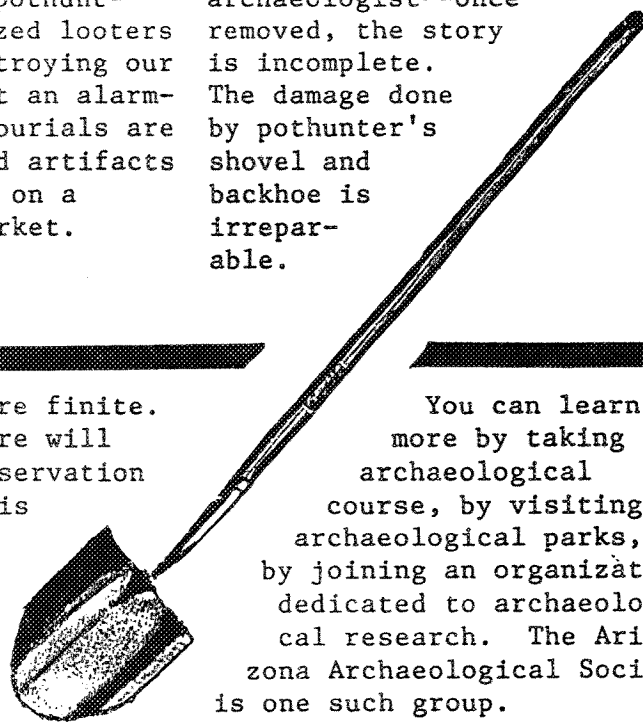 zed looters
troying our
t an alarm-
ourials are
d artifacts
on a
rket.
archaeologist--once
removed, the story
is incomplete.
The damage done
by pothunter's
shovel and
backhoe is
irrepar-
able.
re finite.
re will
servation
is
You can learn
more by taking
archaeological
course, by visiting
archaeological parks,
by joining an organizat
dedicated to archaeolo
cal research. The Ari
zona Archaeological Soci
is one such group.